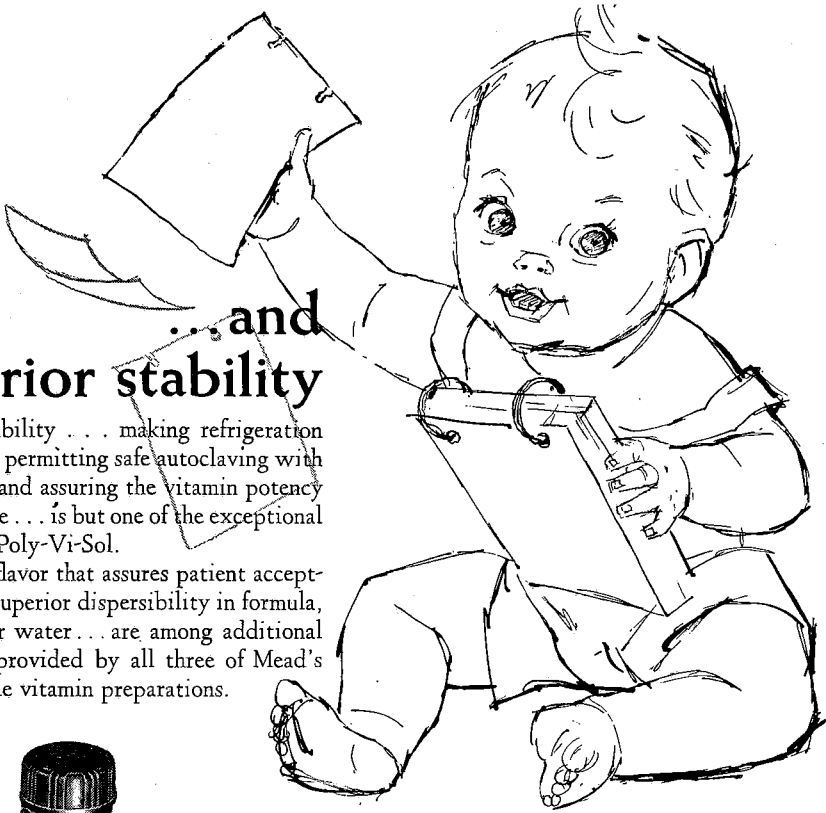 ...and
rior stability
bility . . . making refrigeration
permitting safe autoclaving with
and assuring the vitamin potency
e . . . is but one of the exceptional
Poly-Vi-Sol.
flavor that assures patient accept-
superior dispersibility in formula,
r water . . . are among additional
provided by all three of Mead's
le vitamin preparations.